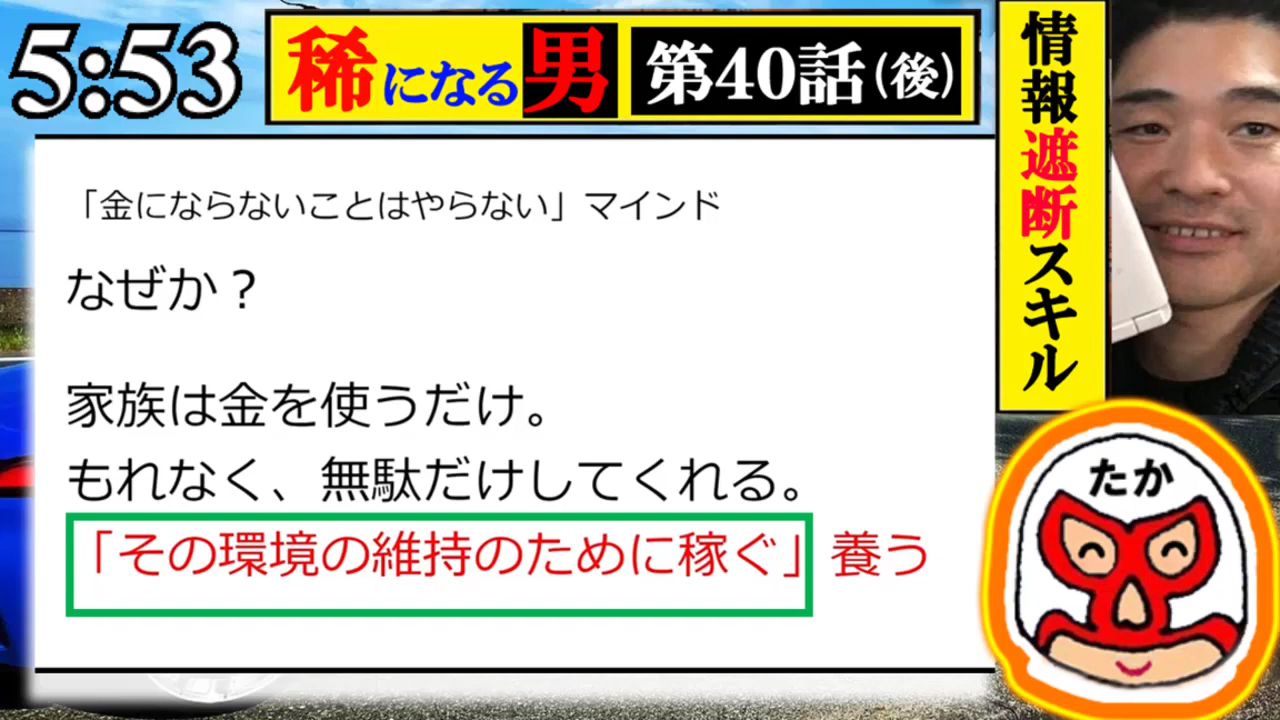 5:53
稀になる男 第40話(後)
情報遮断スキル
「金にならないことはやらない」マインド
なぜか？
家族は金を使うだけ。
もれなく、無駄だけしてくれる。
「その環境の維持のために稼ぐ」養う
たか